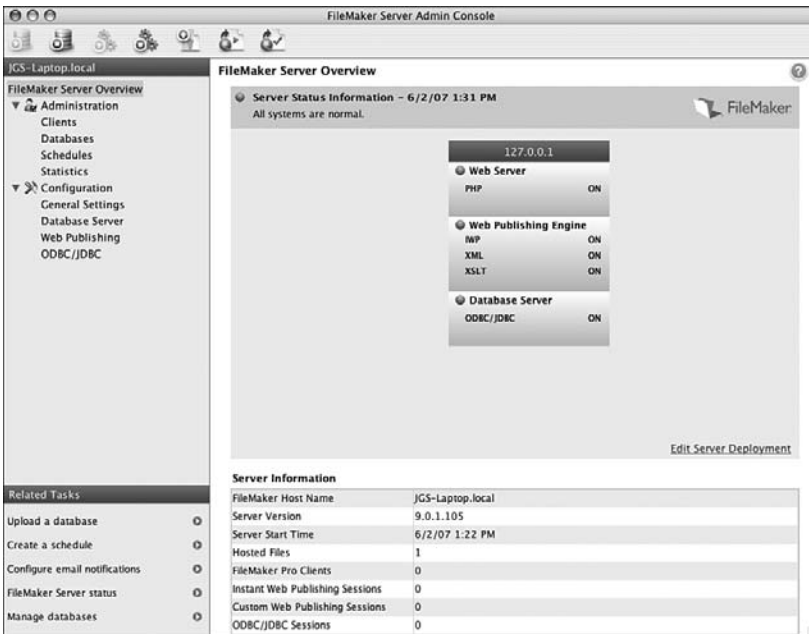 FileMaker Server Admin Console
JGS-Laptop.local
FileMaker Server Overview
Administration
Clients
Databases
Schedules
Statistics
Configuration
General Settings
Database Server
Web Publishing
ODBC/JDBC
Related Tasks
Upload a database
Create a schedule
Configure email notifications
FileMaker Server status
Manage databases
FileMaker Server Overview
?
Server Status Information – 6/2/07 1:31 PM
All systems are normal.
FileMaker
127.0.0.1
Web Server
PHP ON
Web Publishing Engine
IWP ON
XML ON
XSLT ON
Database Server
ODBC/JDBC ON
Edit Server Deployment
Server Information
FileMaker Host Name JGS-Laptop.local
Server Version 9.0.1.105
Server Start Time 6/2/07 1:22 PM
Hosted Files 1
FileMaker Pro Clients 0
Instant Web Publishing Sessions 0
Custom Web Publishing Sessions 0
ODBC/JDBC Sessions 0